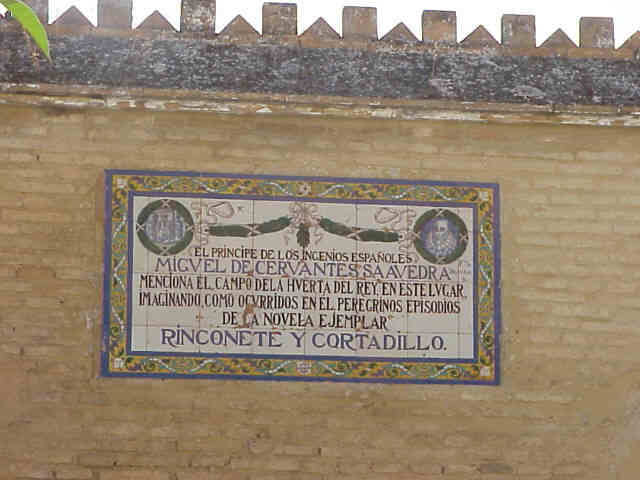 EL PRINCIPE DE LOS INGENIOS ESPAÑOLES
MIGVEL DE CERVANTES SAAVEDRA
MENCIONA EL CAMPO DE LA HVERTA DEL REY, EN ESTE LVGAR,
IMAGINANDO, COMO OCVRRIDOS EN EL, PEREGRINOS EPISODIOS
DE LA NOVELA EJEMPLAR
RINCONETE Y CORTADILLO.